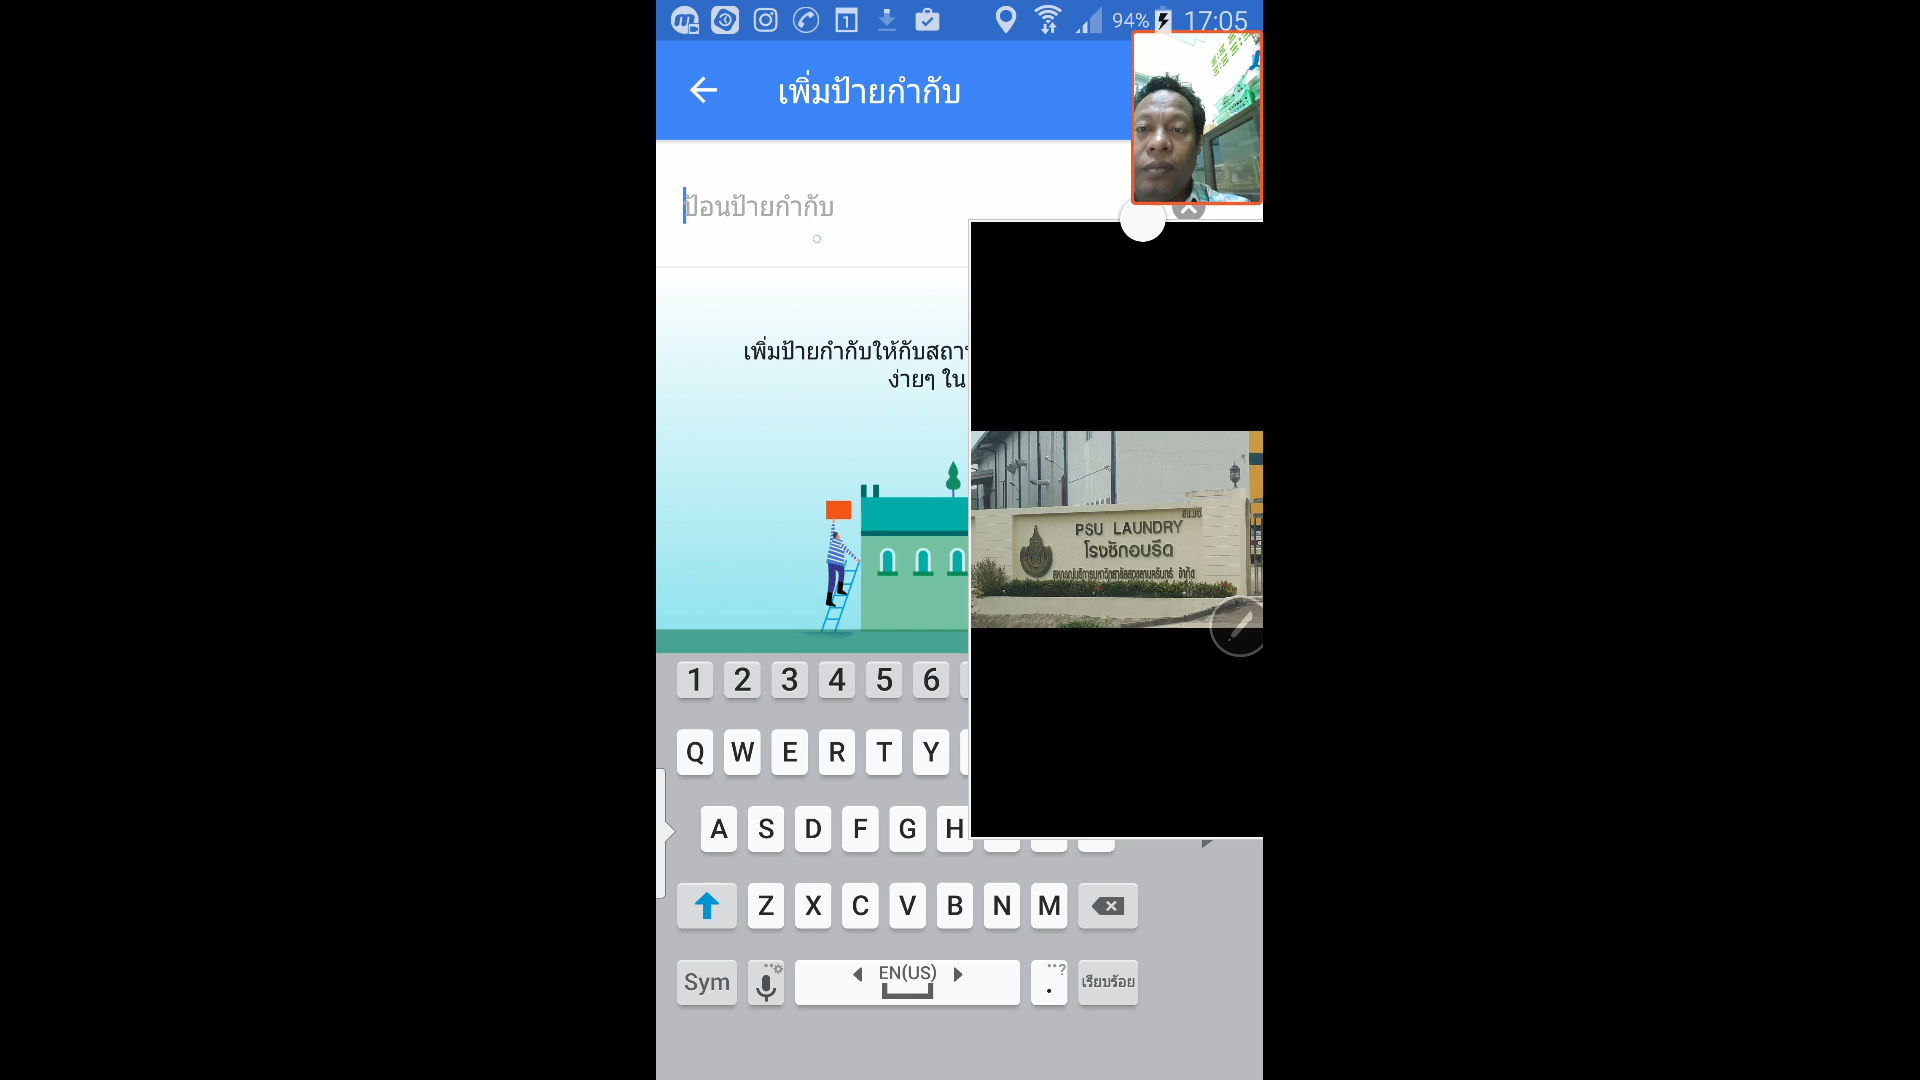 94% 17:05
เพิ่มป้ายกำกับ
ป้อนป้ายกำกับ
เพิ่มป้ายกำกับให้กับสถา
ง่ายๆ ใน
PSU LAUNDRY
โรงซักอบรีด
1 2 3 4 5 6
Q W E R T Y
A S D F G H
Z X C V B N M
Sym EN(US) . เรียบร้อย